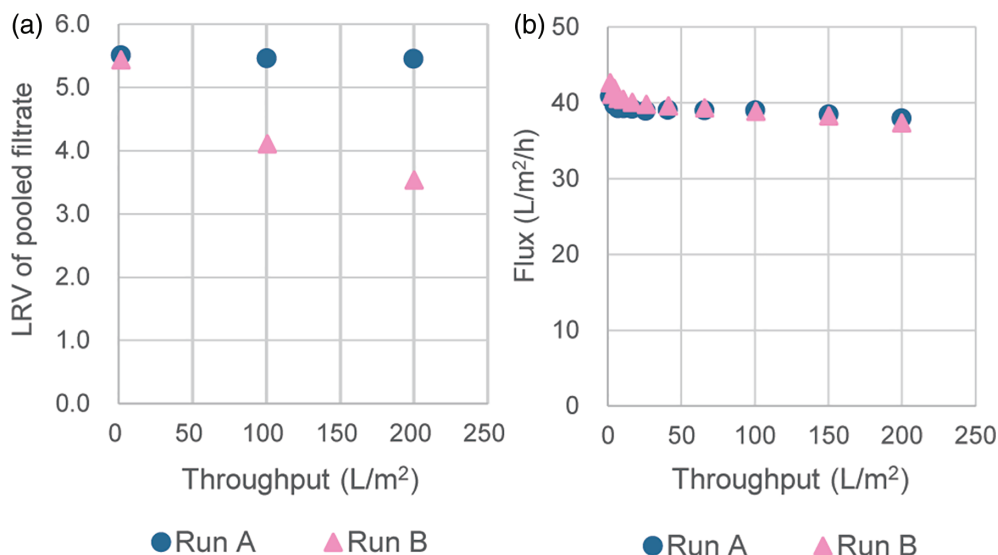 (a)
LRV of pooled filtrate
6.0
5.0
4.0
3.0
2.0
1.0
0.0
0 50 100 150 200 250
Throughput (L/m²)
Run A Run B
(b)
Flux (L/m²/h)
50
40
30
20
10
0
0 50 100 150 200 250
Throughput (L/m²)
Run A Run B